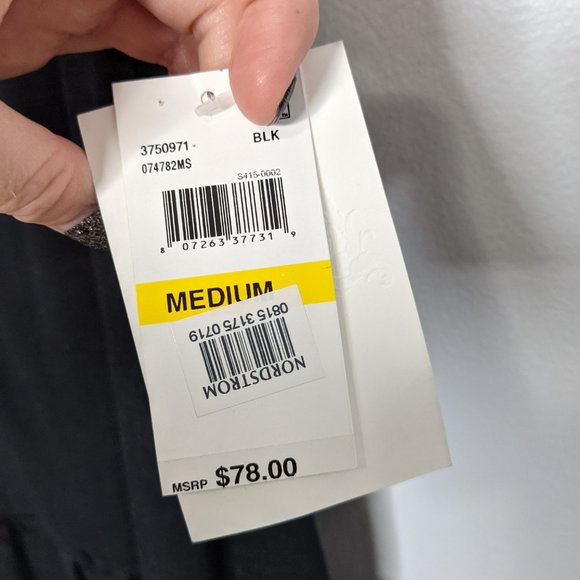 3750971
BLK
074782MS
S415-0002
8 07263 37731 9
MEDIUM
NORDSTROM
0815 3175 0719
MSRP $78.00